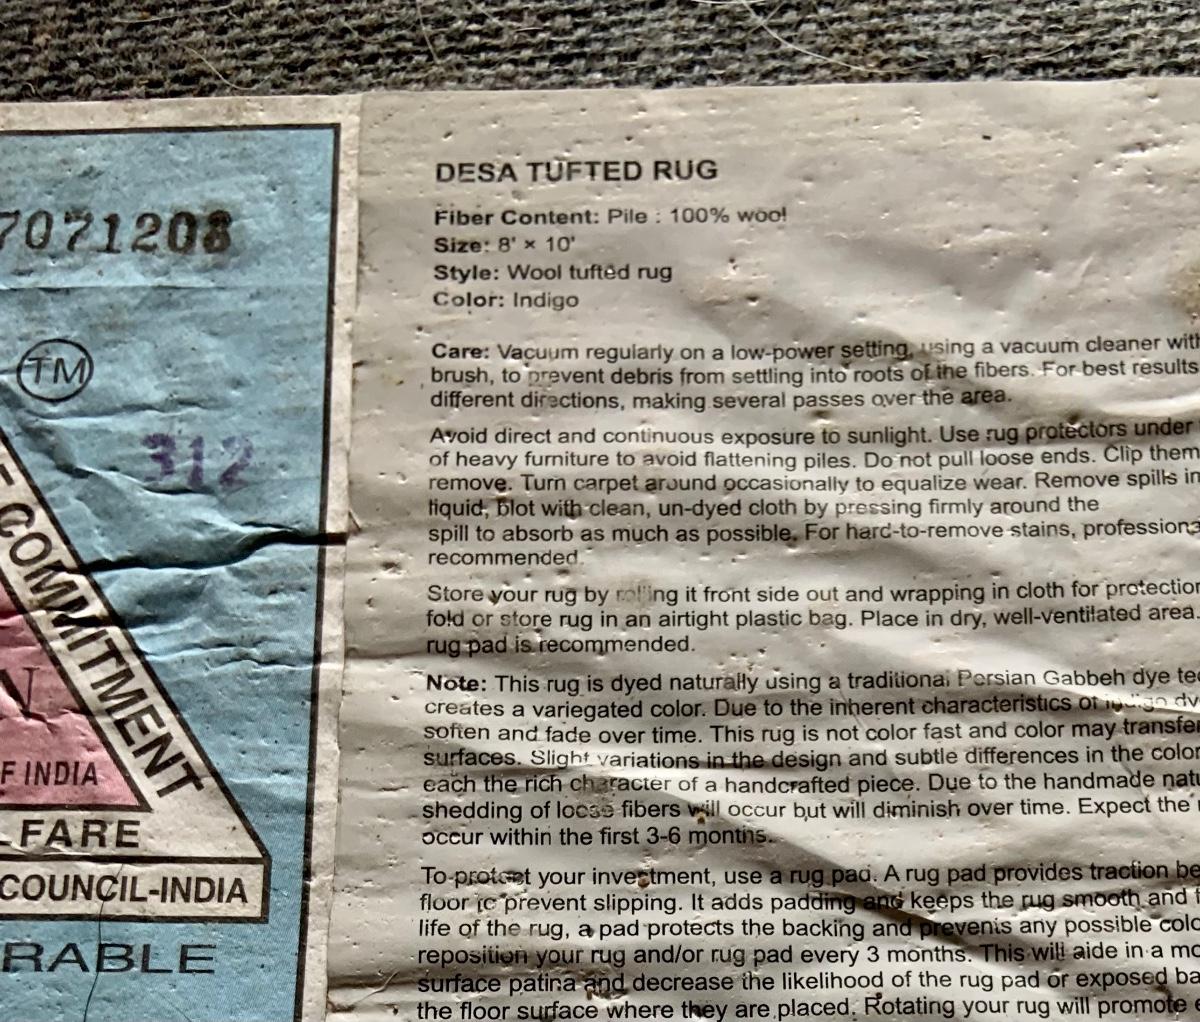 7071208
TM
312
COMMITMENT
F INDIA
FARE
COUNCIL-INDIA
RABLE
DESA TUFTED RUG
Fiber Content: Pile : 100% wool
Size: 8' × 10'
Style: Wool tufted rug
Color: Indigo
Care: Vacuum regularly on a low-power setting, using a vacuum cleaner with
brush, to prevent debris from settling into roots of the fibers. For best results
different directions, making several passes over the area.
Avoid direct and continuous exposure to sunlight. Use rug protectors under
of heavy furniture to avoid flattening piles. Do not pull loose ends. Clip them
remove. Turn carpet around occasionally to equalize wear. Remove spills
liquid, blot with clean, un-dyed cloth by pressing firmly around the
spill to absorb as much as possible. For hard-to-remove stains, professiona
recommended.
Store your rug by rolling it front side out and wrapping in cloth for protection
fold or store rug in an airtight plastic bag. Place in dry, well-ventilated area.
rug pad is recommended.
Note: This rug is dyed naturally using a traditional Persian Gabbeh dye te
creates a variegated color. Due to the inherent characteristics of indigo dy
soften and fade over time. This rug is not color fast and color may transfer
surfaces. Slight variations in the design and subtle differences in the color
each the rich character of a handcrafted piece. Due to the handmade natu
shedding of loose fibers will occur but will diminish over time. Expect the
occur within the first 3-6 months.
To protect your investment, use a rug pad. A rug pad provides traction be
floor to prevent slipping. It adds padding and keeps the rug smooth and
life of the rug, a pad protects the backing and prevents any possible colo
reposition your rug and/or rug pad every 3 months. This will aide in a mo
surface patina and decrease the likelihood of the rug pad or exposed ba
the floor surface where they are placed. Rotating your rug will promote e